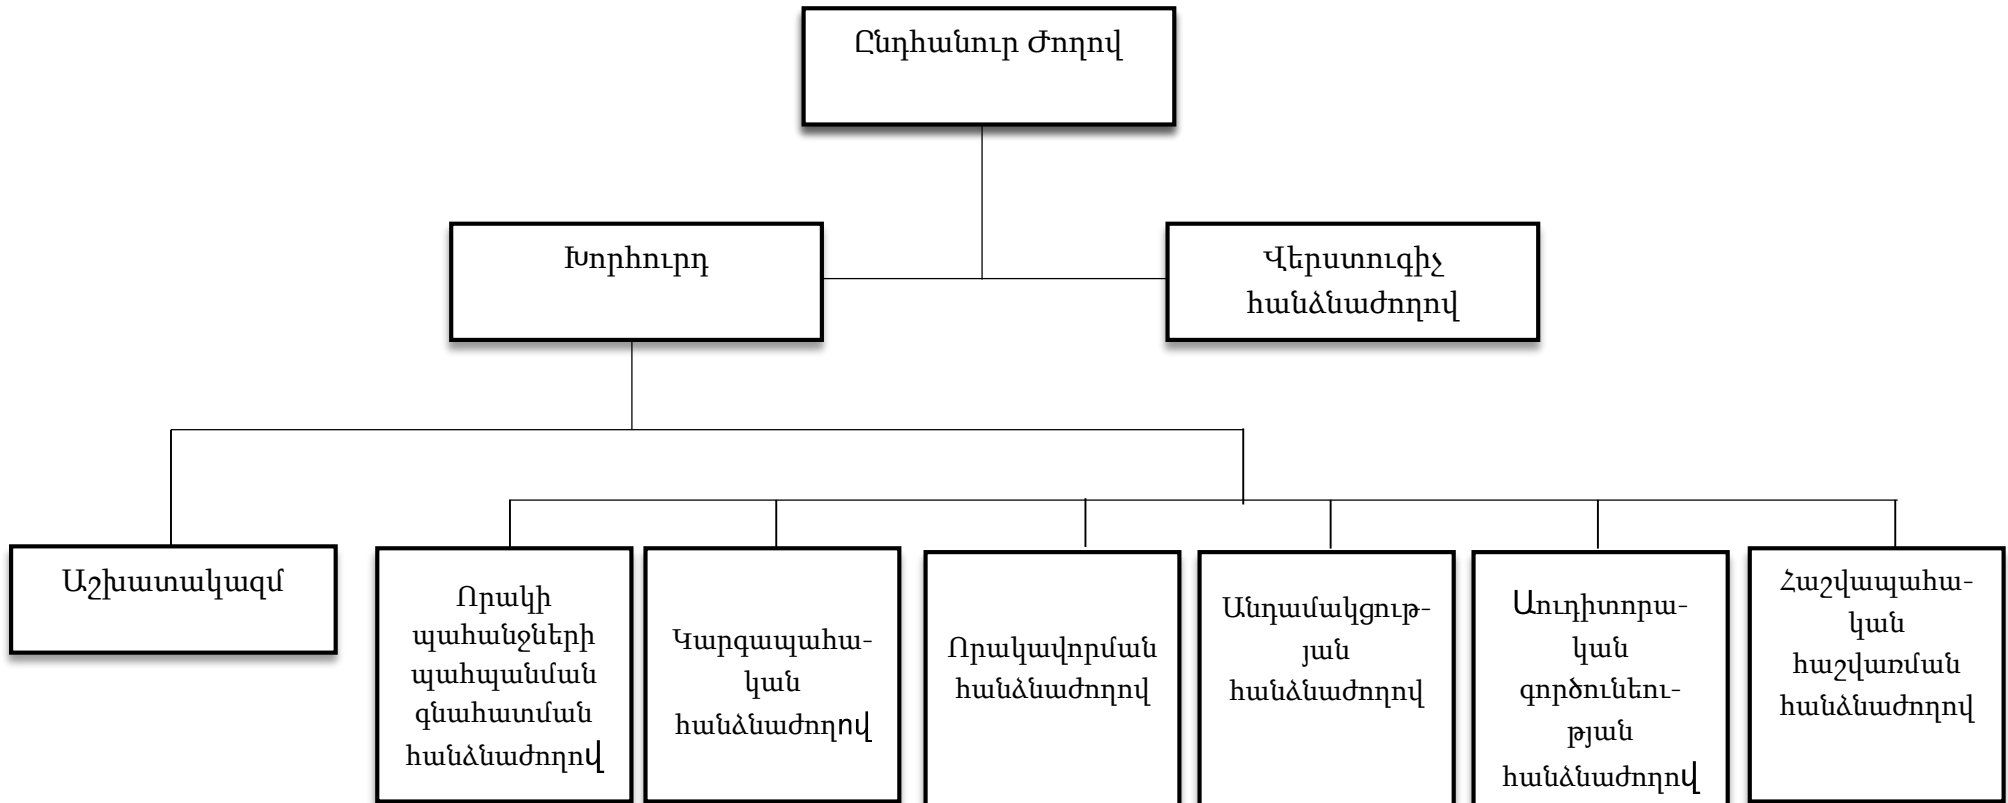 Ընդհանուր Ժողով
Խորհուրդ
Վերստուգիչ
հանձնաժողով
Աշխատակազմ
Որակի
պահանջների
պահպանման
գնահատման
հանձնաժողով
Կարգապահա-
կան
հանձնաժողով
Որակավորման
հանձնաժողով
Անդամակցութ-
յան
հանձնաժողով
Աուդիտորա-
կան
գործունեու-
թյան
հանձնաժողով
Հաշվապահա-
կան
հաշվառման
հանձնաժողով